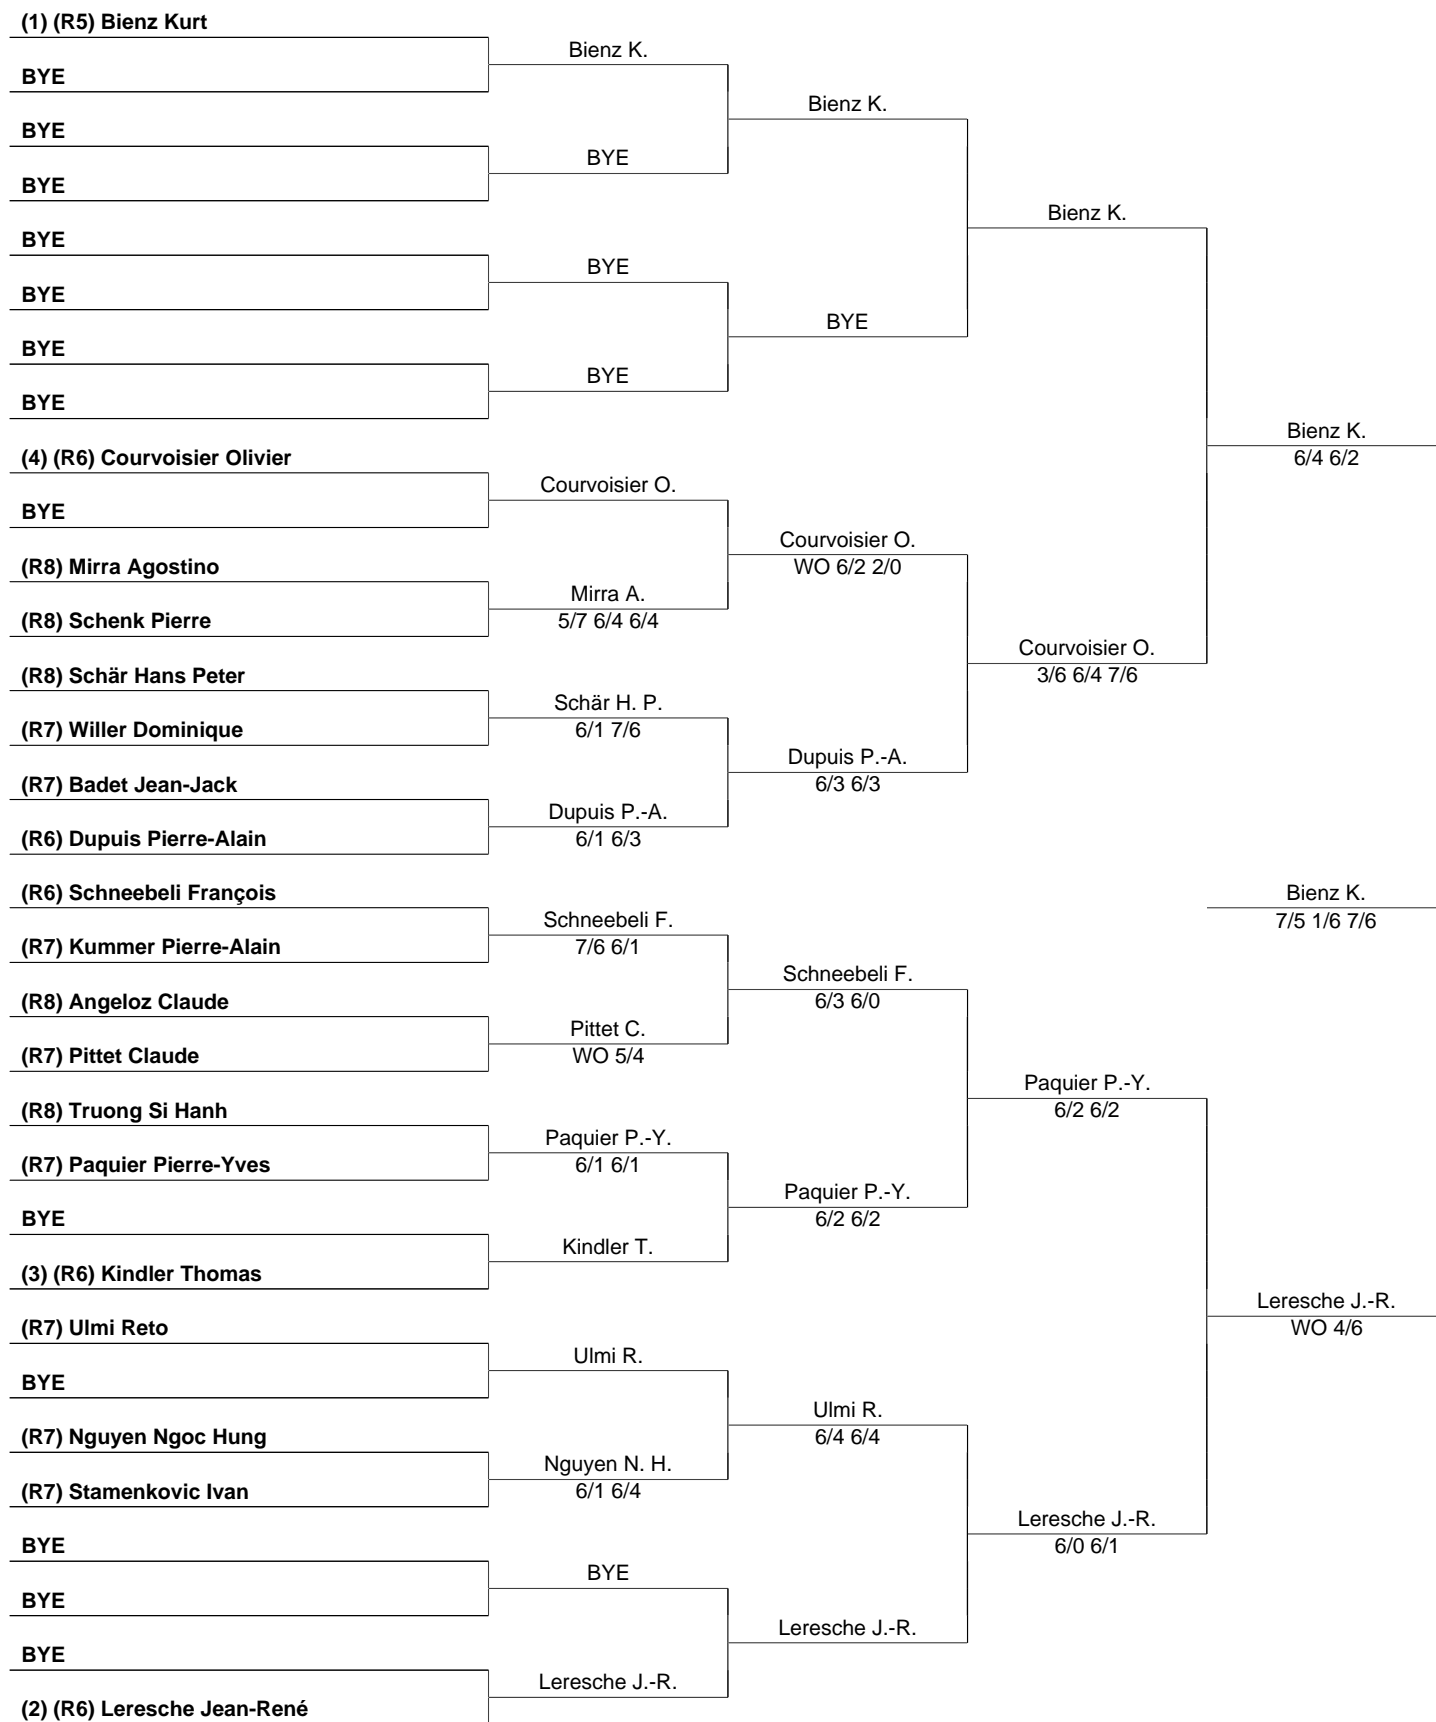 (1) (R5) Bienz Kurt
BYE
BYE
BYE
BYE
BYE
BYE
BYE
(4) (R6) Courvoisier Olivier
BYE
(R8) Mirra Agostino
(R8) Schenk Pierre
(R8) Schär Hans Peter
(R7) Willer Dominique
(R7) Badet Jean-Jack
(R6) Dupuis Pierre-Alain
(R6) Schneebeli François
(R7) Kummer Pierre-Alain
(R8) Angeloz Claude
(R7) Pittet Claude
(R8) Truong Si Hanh
(R7) Paquier Pierre-Yves
BYE
(3) (R6) Kindler Thomas
(R7) Ulmi Reto
BYE
(R7) Nguyen Ngoc Hung
(R7) Stamenkovic Ivan
BYE
BYE
BYE
(2) (R6) Leresche Jean-René
Bienz K.
BYE
BYE
BYE
Courvoisier O.
Mirra A.
5/7 6/4 6/4
Schär H. P.
6/1 7/6
Dupuis P.-A.
6/1 6/3
Schneebeli F.
7/6 6/1
Pittet C.
WO 5/4
Paquier P.-Y.
6/1 6/1
Kindler T.
Ulmi R.
Nguyen N. H.
6/1 6/4
BYE
Leresche J.-R.
Bienz K.
BYE
Courvoisier O.
WO 6/2 2/0
Dupuis P.-A.
6/3 6/3
Schneebeli F.
6/3 6/0
Paquier P.-Y.
6/2 6/2
Ulmi R.
6/4 6/4
Leresche J.-R.
Bienz K.
Courvoisier O.
3/6 6/4 7/6
Paquier P.-Y.
6/2 6/2
Leresche J.-R.
6/0 6/1
Bienz K.
6/4 6/2
Bienz K.
7/5 1/6 7/6
Leresche J.-R.
WO 4/6